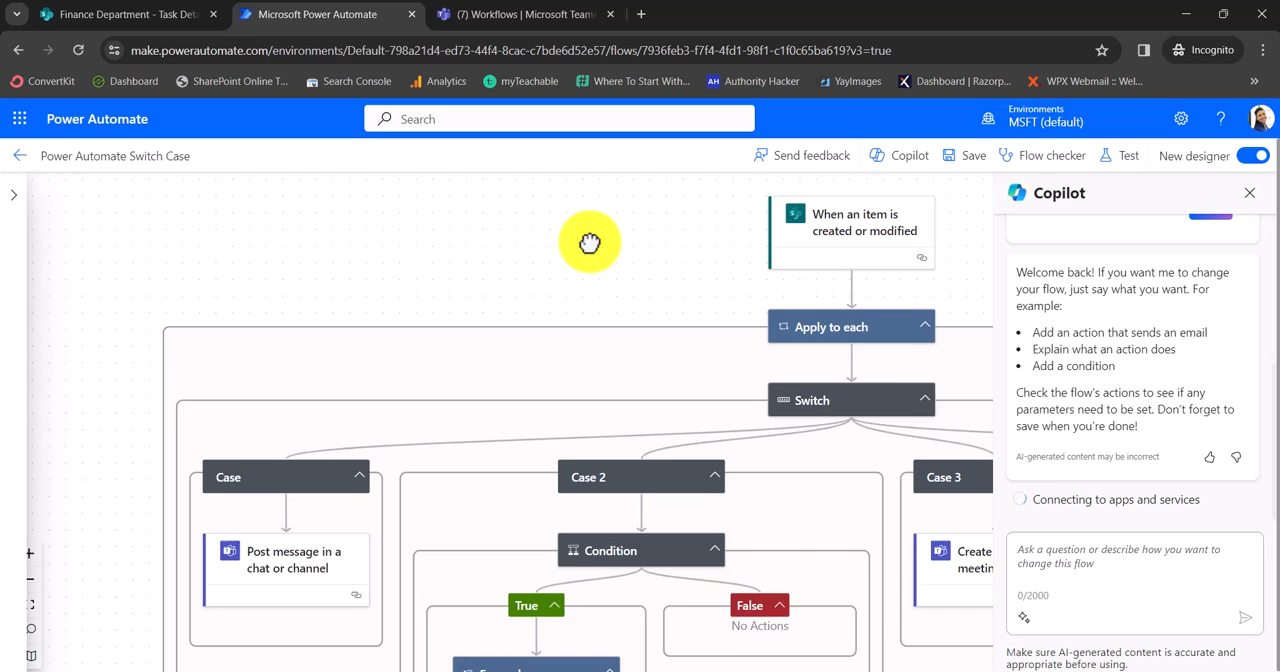 Finance Department - Task Deta
Microsoft Power Automate
(7) Workflows | Microsoft Team
make.powerautomate.com/environments/Default-798a21d4-ed73-44f4-8cac-c7bde6d52e57/flows/7936feb3-f7f4-4fd1-98f1-c1f0c65ba619?v3=true
Incognito
ConvertKit
Dashboard
SharePoint Online T...
Search Console
Analytics
myTeachable
Where To Start With...
AH Authority Hacker
YayImages
Dashboard | Razorp...
WPX Webmail :: Wel...
Power Automate
Search
Environments
MSFT (default)
Power Automate Switch Case
Send feedback
Copilot
Save
Flow checker
Test
New designer
When an item is
created or modified
Apply to each
Switch
Case
Case 2
Case 3
Post message in a
chat or channel
Condition
Create
True
False
No Actions
Copilot
Welcome back! If you want me to change
your flow, just say what you want. For
example:
• Add an action that sends an email
• Explain what an action does
• Add a condition
Check the flow's actions to see if any
parameters need to be set. Don't forget to
save when you're done!
AI-generated content may be incorrect
Connecting to apps and services
Ask a question or describe how you want to
change this flow
0/2000
Make sure AI-generated content is accurate and
appropriate before using.